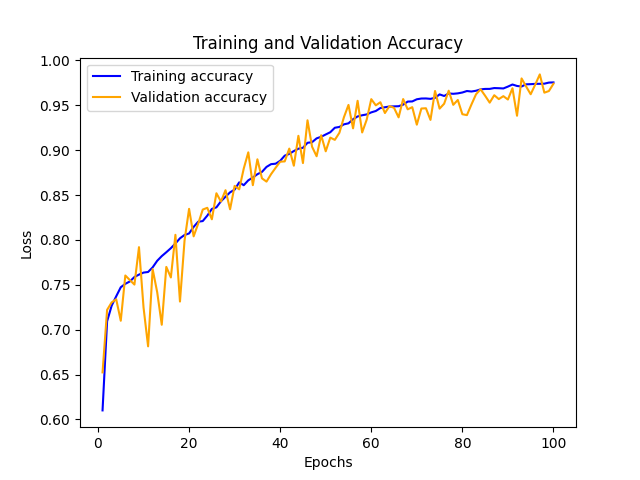 Training and Validation Accuracy
Training accuracy
Validation accuracy
1.00
0.95
0.90
0.85
0.80
0.75
0.70
0.65
0.60
Loss
0 20 40 60 80 100
Epochs